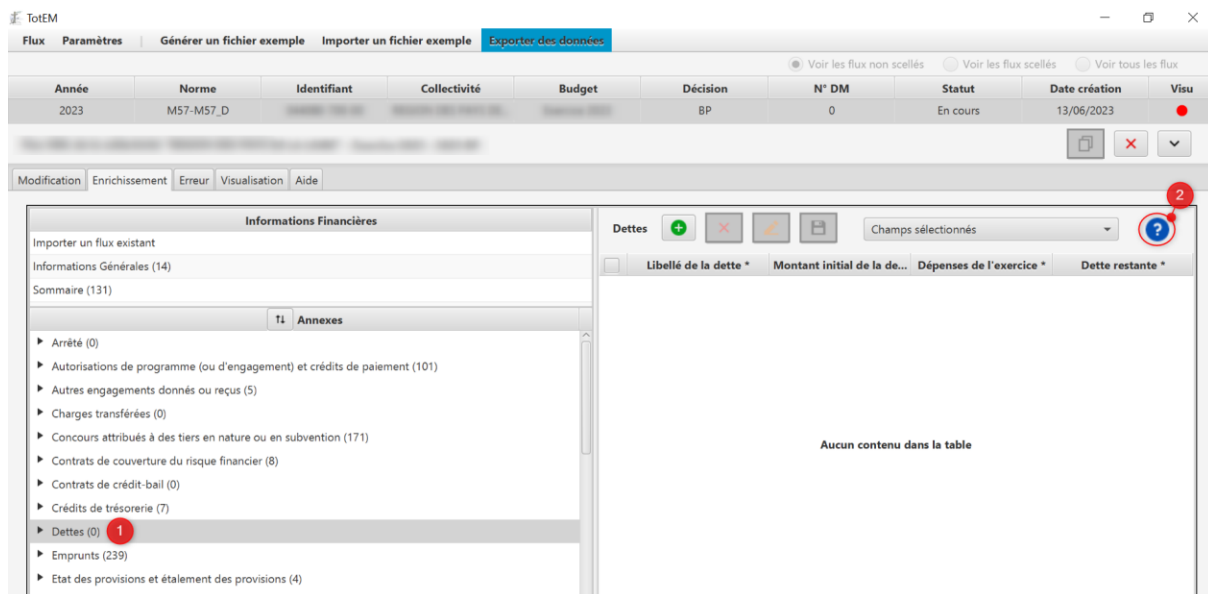 TotEM
Flux Paramètres Générer un fichier exemple Importer un fichier exemple Exporter des données
Voir les flux non scellés Voir les flux scellés Voir tous les flux
Année Norme Identifiant Collectivité Budget Décision N° DM Statut Date création Visu
2023 M57-M57_D BP 0 En cours 13/06/2023
Modification Enrichissement Erreur Visualisation Aide
2
Informations Financières
Dettes Champs sélectionnés ?
Importer un flux existant
Informations Générales (14)
Libellé de la dette * Montant initial de la de... Dépenses de l'exercice * Dette restante *
Sommaire (131)
Annexes
Arrêté (0)
Autorisations de programme (ou d'engagement) et crédits de paiement (101)
Autres engagements donnés ou reçus (5)
Charges transférées (0)
Concours attribués à des tiers en nature ou en subvention (171)
Aucun contenu dans la table
Contrats de couverture du risque financier (8)
Contrats de crédit-bail (0)
Crédits de trésorerie (7)
Dettes (0) 1
Emprunts (239)
Etat des provisions et étalement des provisions (4)